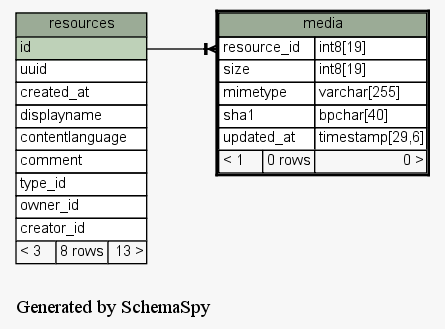 resources
id
uuid
created_at
displayname
contentlanguage
comment
type_id
owner_id
creator_id
< 3 8 rows 13 >
media
resource_id int8[19]
size int8[19]
mimetype varchar[255]
sha1 bpchar[40]
updated_at timestamp[29,6]
< 1 0 rows 0 >
Generated by SchemaSpy